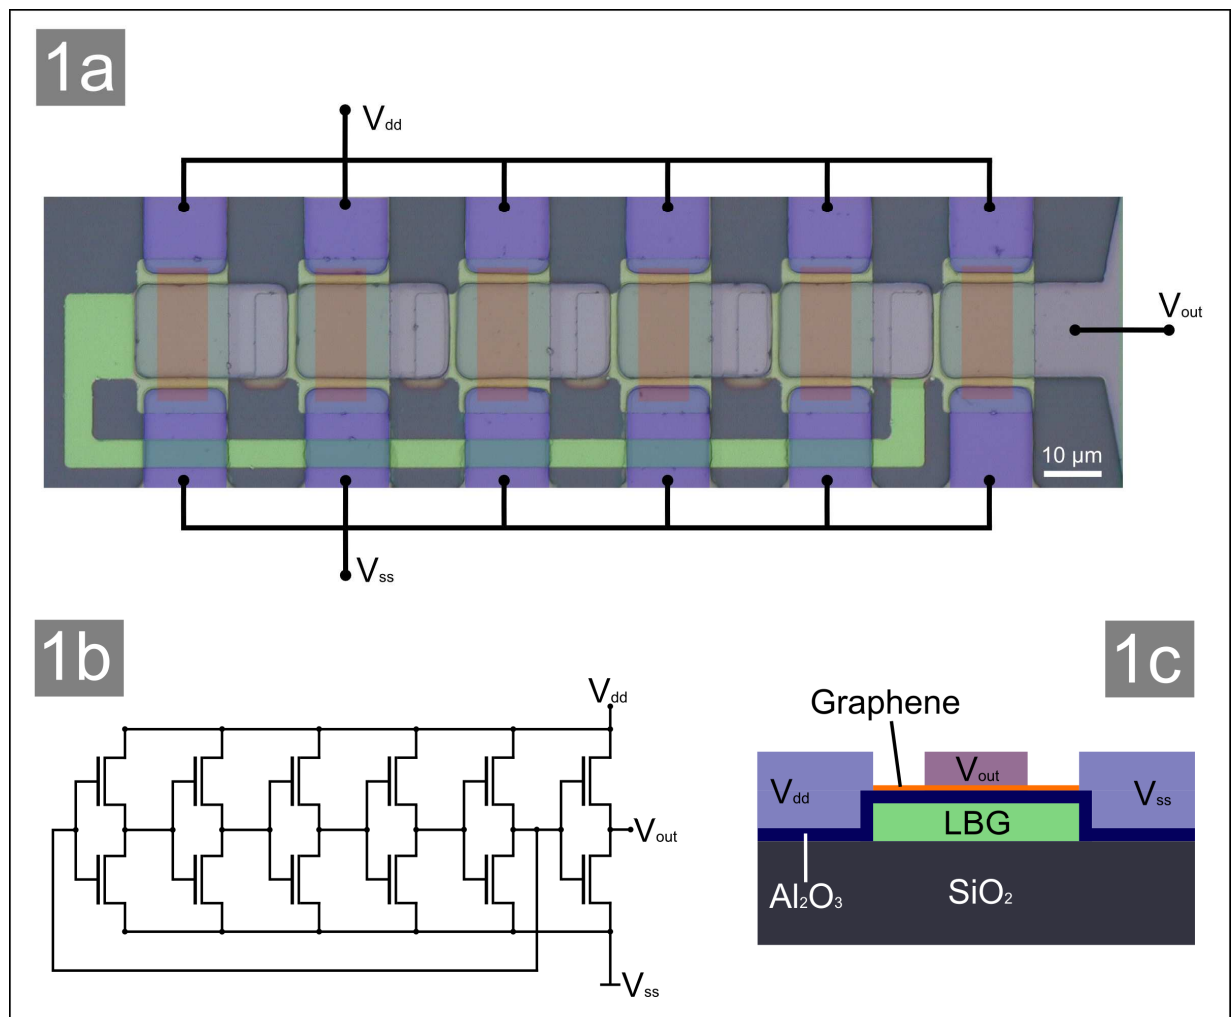 1a
Vdd
Vout
10 µm
Vss
1b
1c
Vdd
Graphene
Vout
Vdd
Vss
Vout
LBG
Al2O3
SiO2
Vss